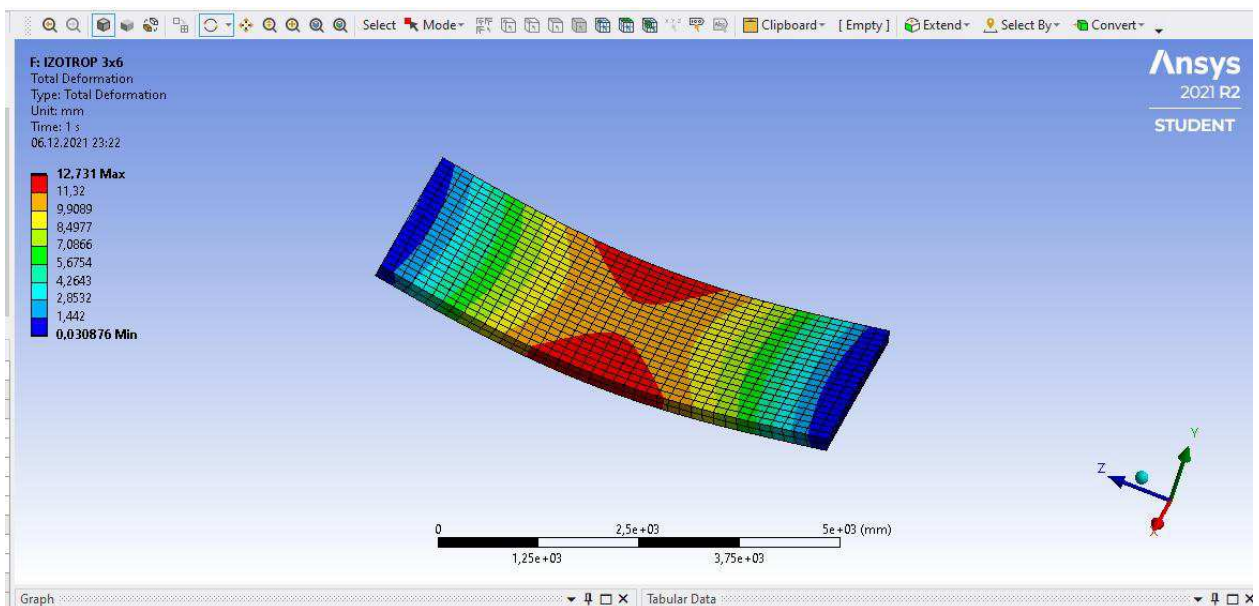 Select Mode Clipboard [ Empty ] Extend Select By Convert
F: IZOTROP 3x6
Total Deformation
Type: Total Deformation
Unit: mm
Time: 1 s
06.12.2021 23:22
12,731 Max
11,32
9,9089
8,4977
7,0866
5,6754
4,2643
2,8532
1,442
0,030876 Min
Ansys
2021 R2
STUDENT
Y
Z
X
0 2,5e+03 5e+03 (mm)
1,25e+03 3,75e+03
Graph Tabular Data